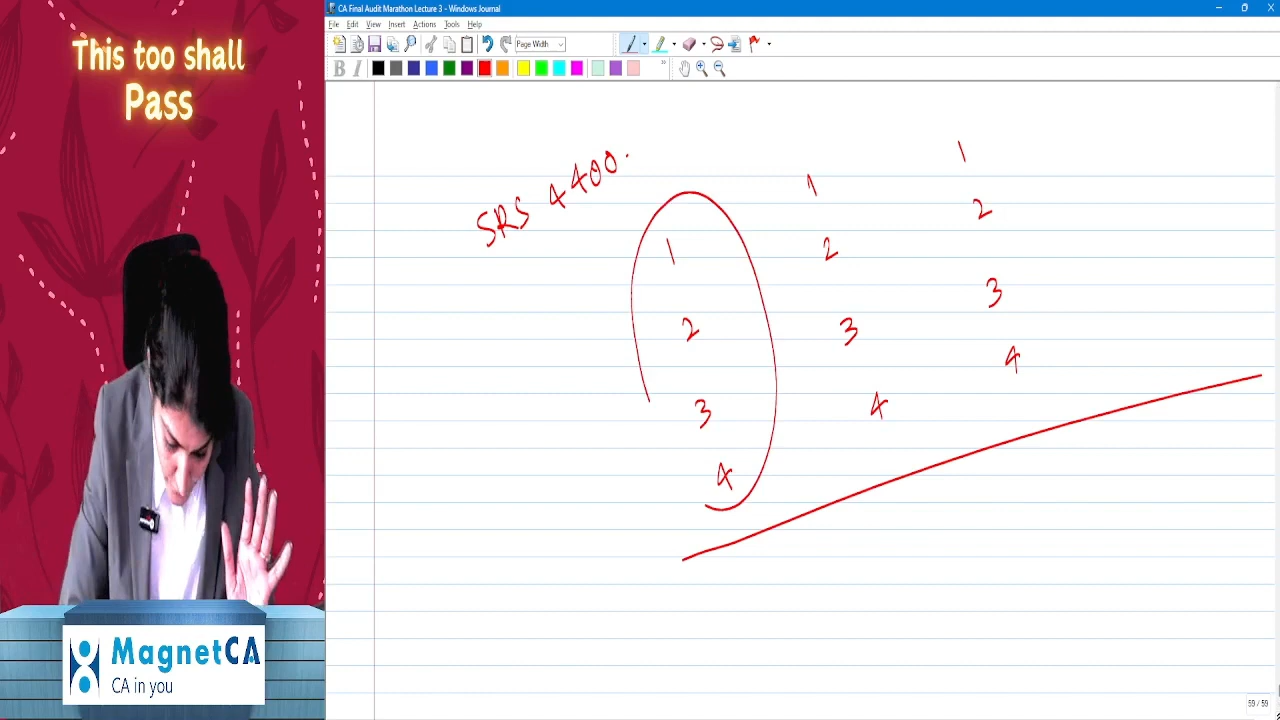 This too shall
Pass
CA Final Audit Marathon Lecture 3 - Windows Journal
File Edit View Insert Actions Tools Help
Page Width
B I
SRS 4400.
1 1 1
2 2 2
3 3 3
4 4 4
MagnetCA
CA in you
59 / 59